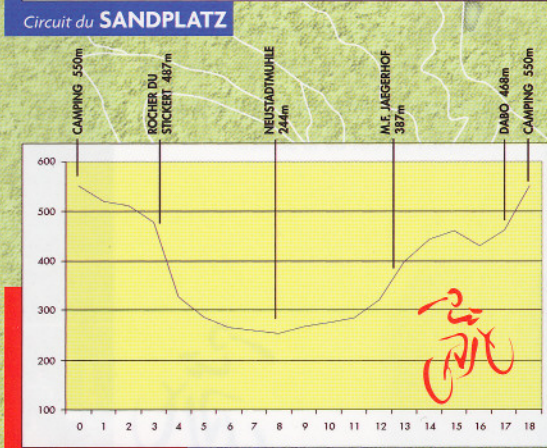 Circuit du SANDPLATZ
CAMPING 550m
ROCHER DU
STICKERT 487m
NEUSTADTMUHLE
244m
M.F. JAEGERHOF
387m
DABO 468m
CAMPING 550m
600
500
400
300
200
100
0 1 2 3 4 5 6 7 8 9 10 11 12 13 14 15 16 17 18